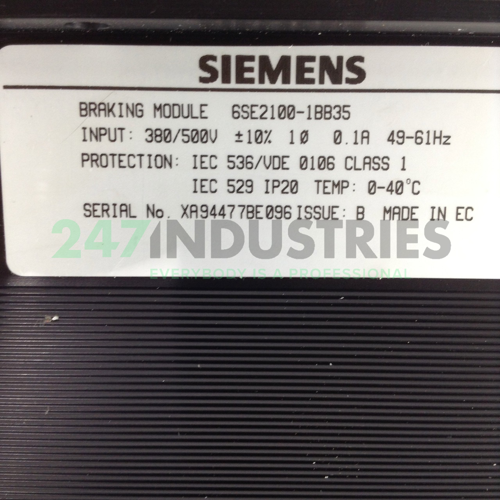 SIEMENS
BRAKING MODULE 6SE2100-1BB35
INPUT: 380/500V ±10% 1Ø 0.1A 49-61Hz
PROTECTION: IEC 536/VDE 0106 CLASS 1
IEC 529 IP20 TEMP: 0-40°C
SERIAL No. XA94477BE096 ISSUE: B MADE IN EC
247INDUSTRIES
EVERYBODY IS A PROFESSIONAL